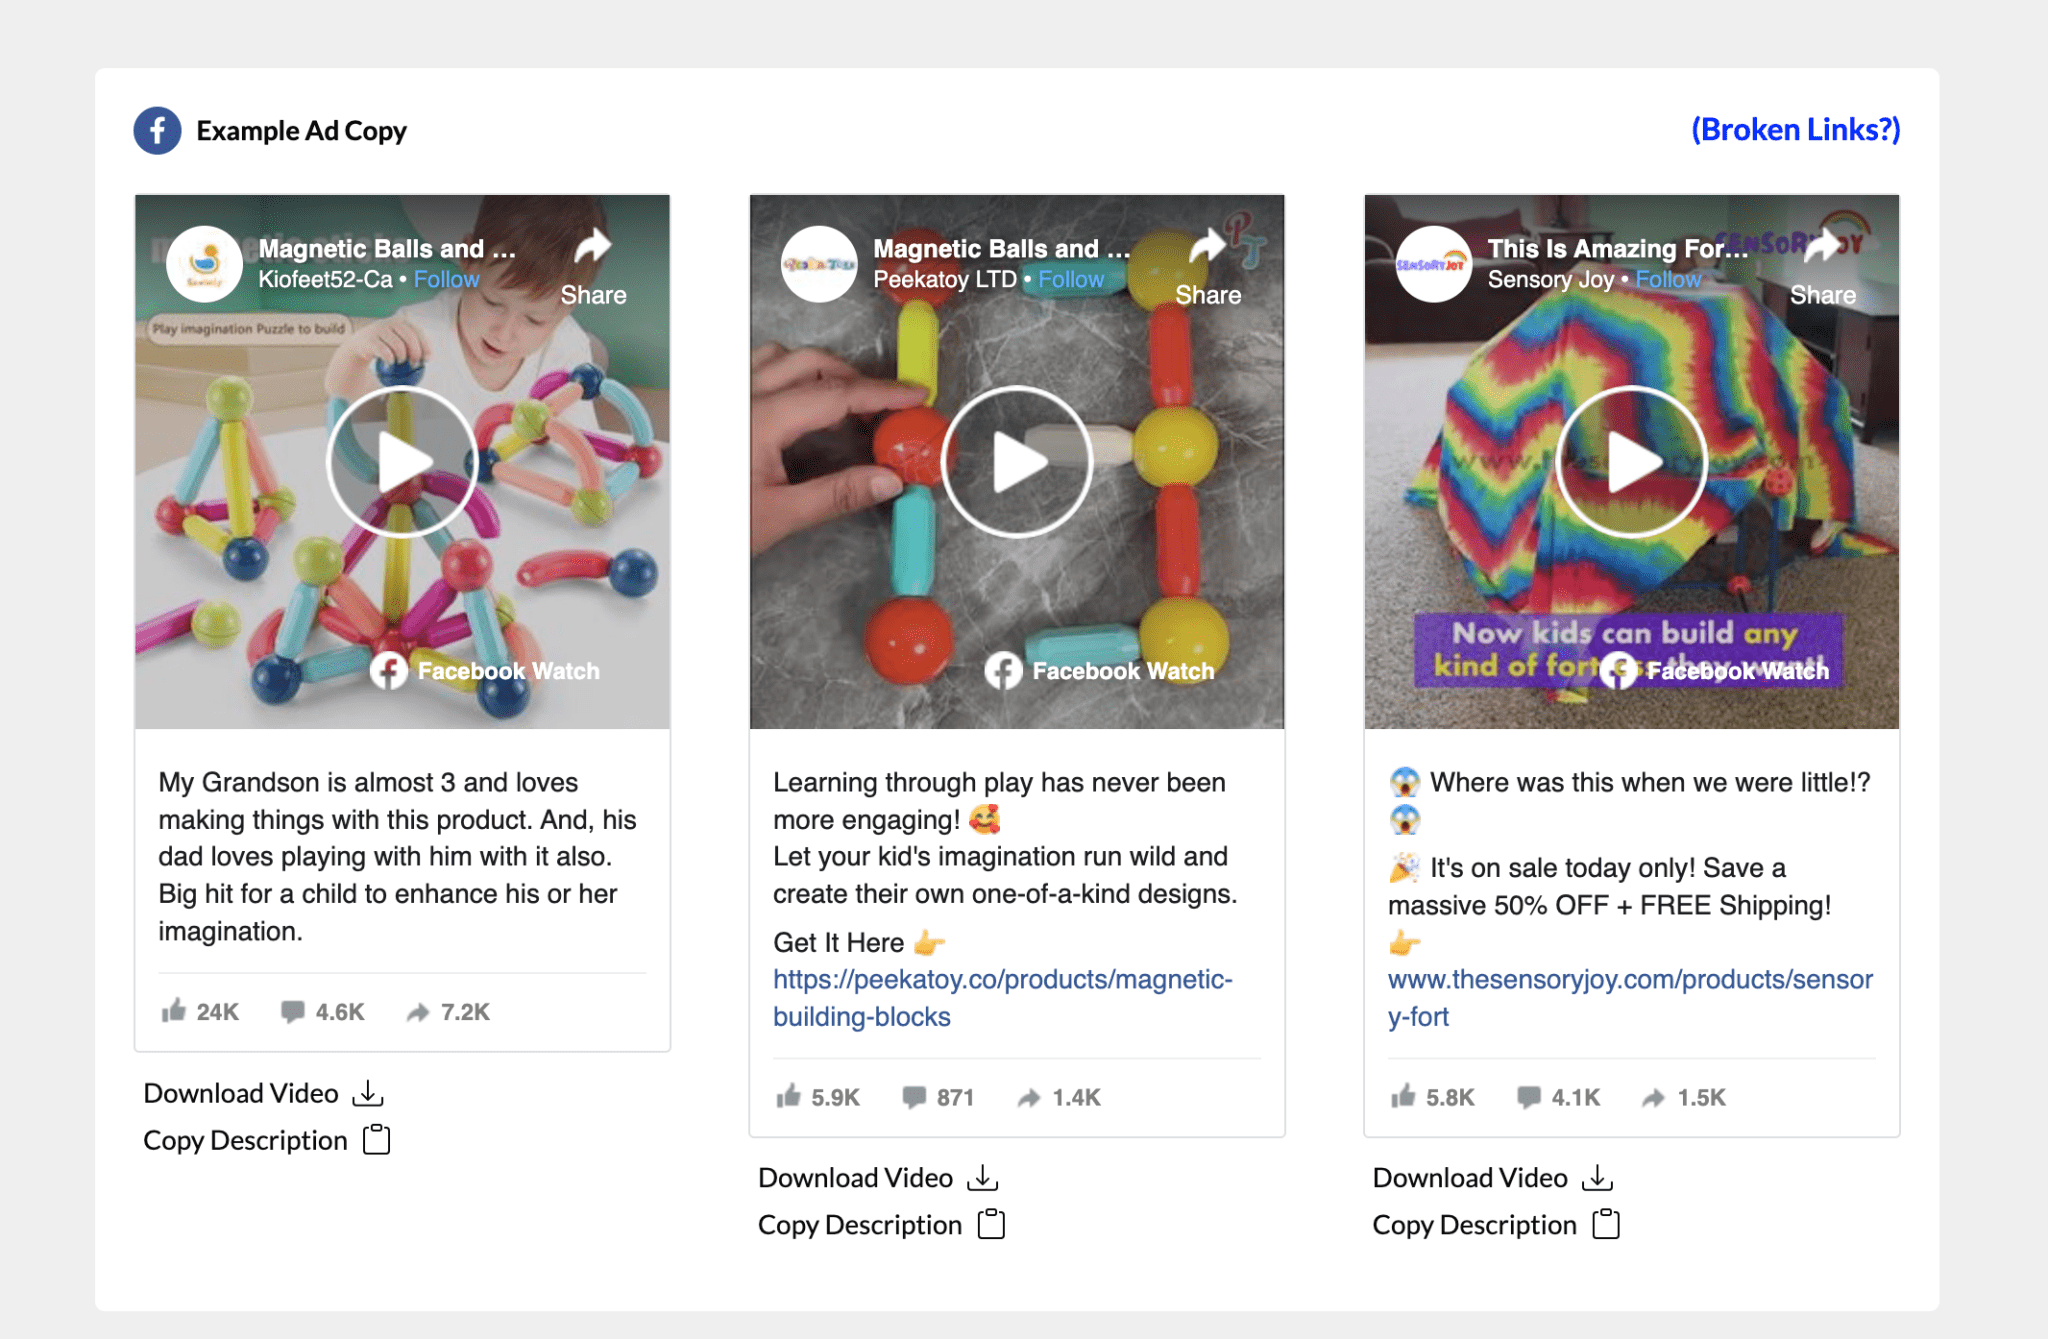 Example Ad Copy
(Broken Links?)
Magnetic Balls and ...
Kiofeet52-Ca • Follow
Share
Play imagination Puzzle to build
Facebook Watch
My Grandson is almost 3 and loves
making things with this product. And, his
dad loves playing with him with it also.
Big hit for a child to enhance his or her
imagination.
24K 4.6K 7.2K
Download Video
Copy Description
Magnetic Balls and ...
Peekatoy LTD • Follow
Share
PJ
Facebook Watch
Learning through play has never been
more engaging! 🥰
Let your kid's imagination run wild and
create their own one-of-a-kind designs.
Get It Here 👉
https://peekatoy.co/products/magnetic-
building-blocks
5.9K 871 1.4K
Download Video
Copy Description
SENSORY JOY
This Is Amazing For...
Sensory Joy • Follow
Share
Now kids can build any
kind of fortress they want!
Facebook Watch
😱 Where was this when we were little!?
😱
🎉 It's on sale today only! Save a
massive 50% OFF + FREE Shipping!
👉
www.thesensoryjoy.com/products/sensor
y-fort
5.8K 4.1K 1.5K
Download Video
Copy Description